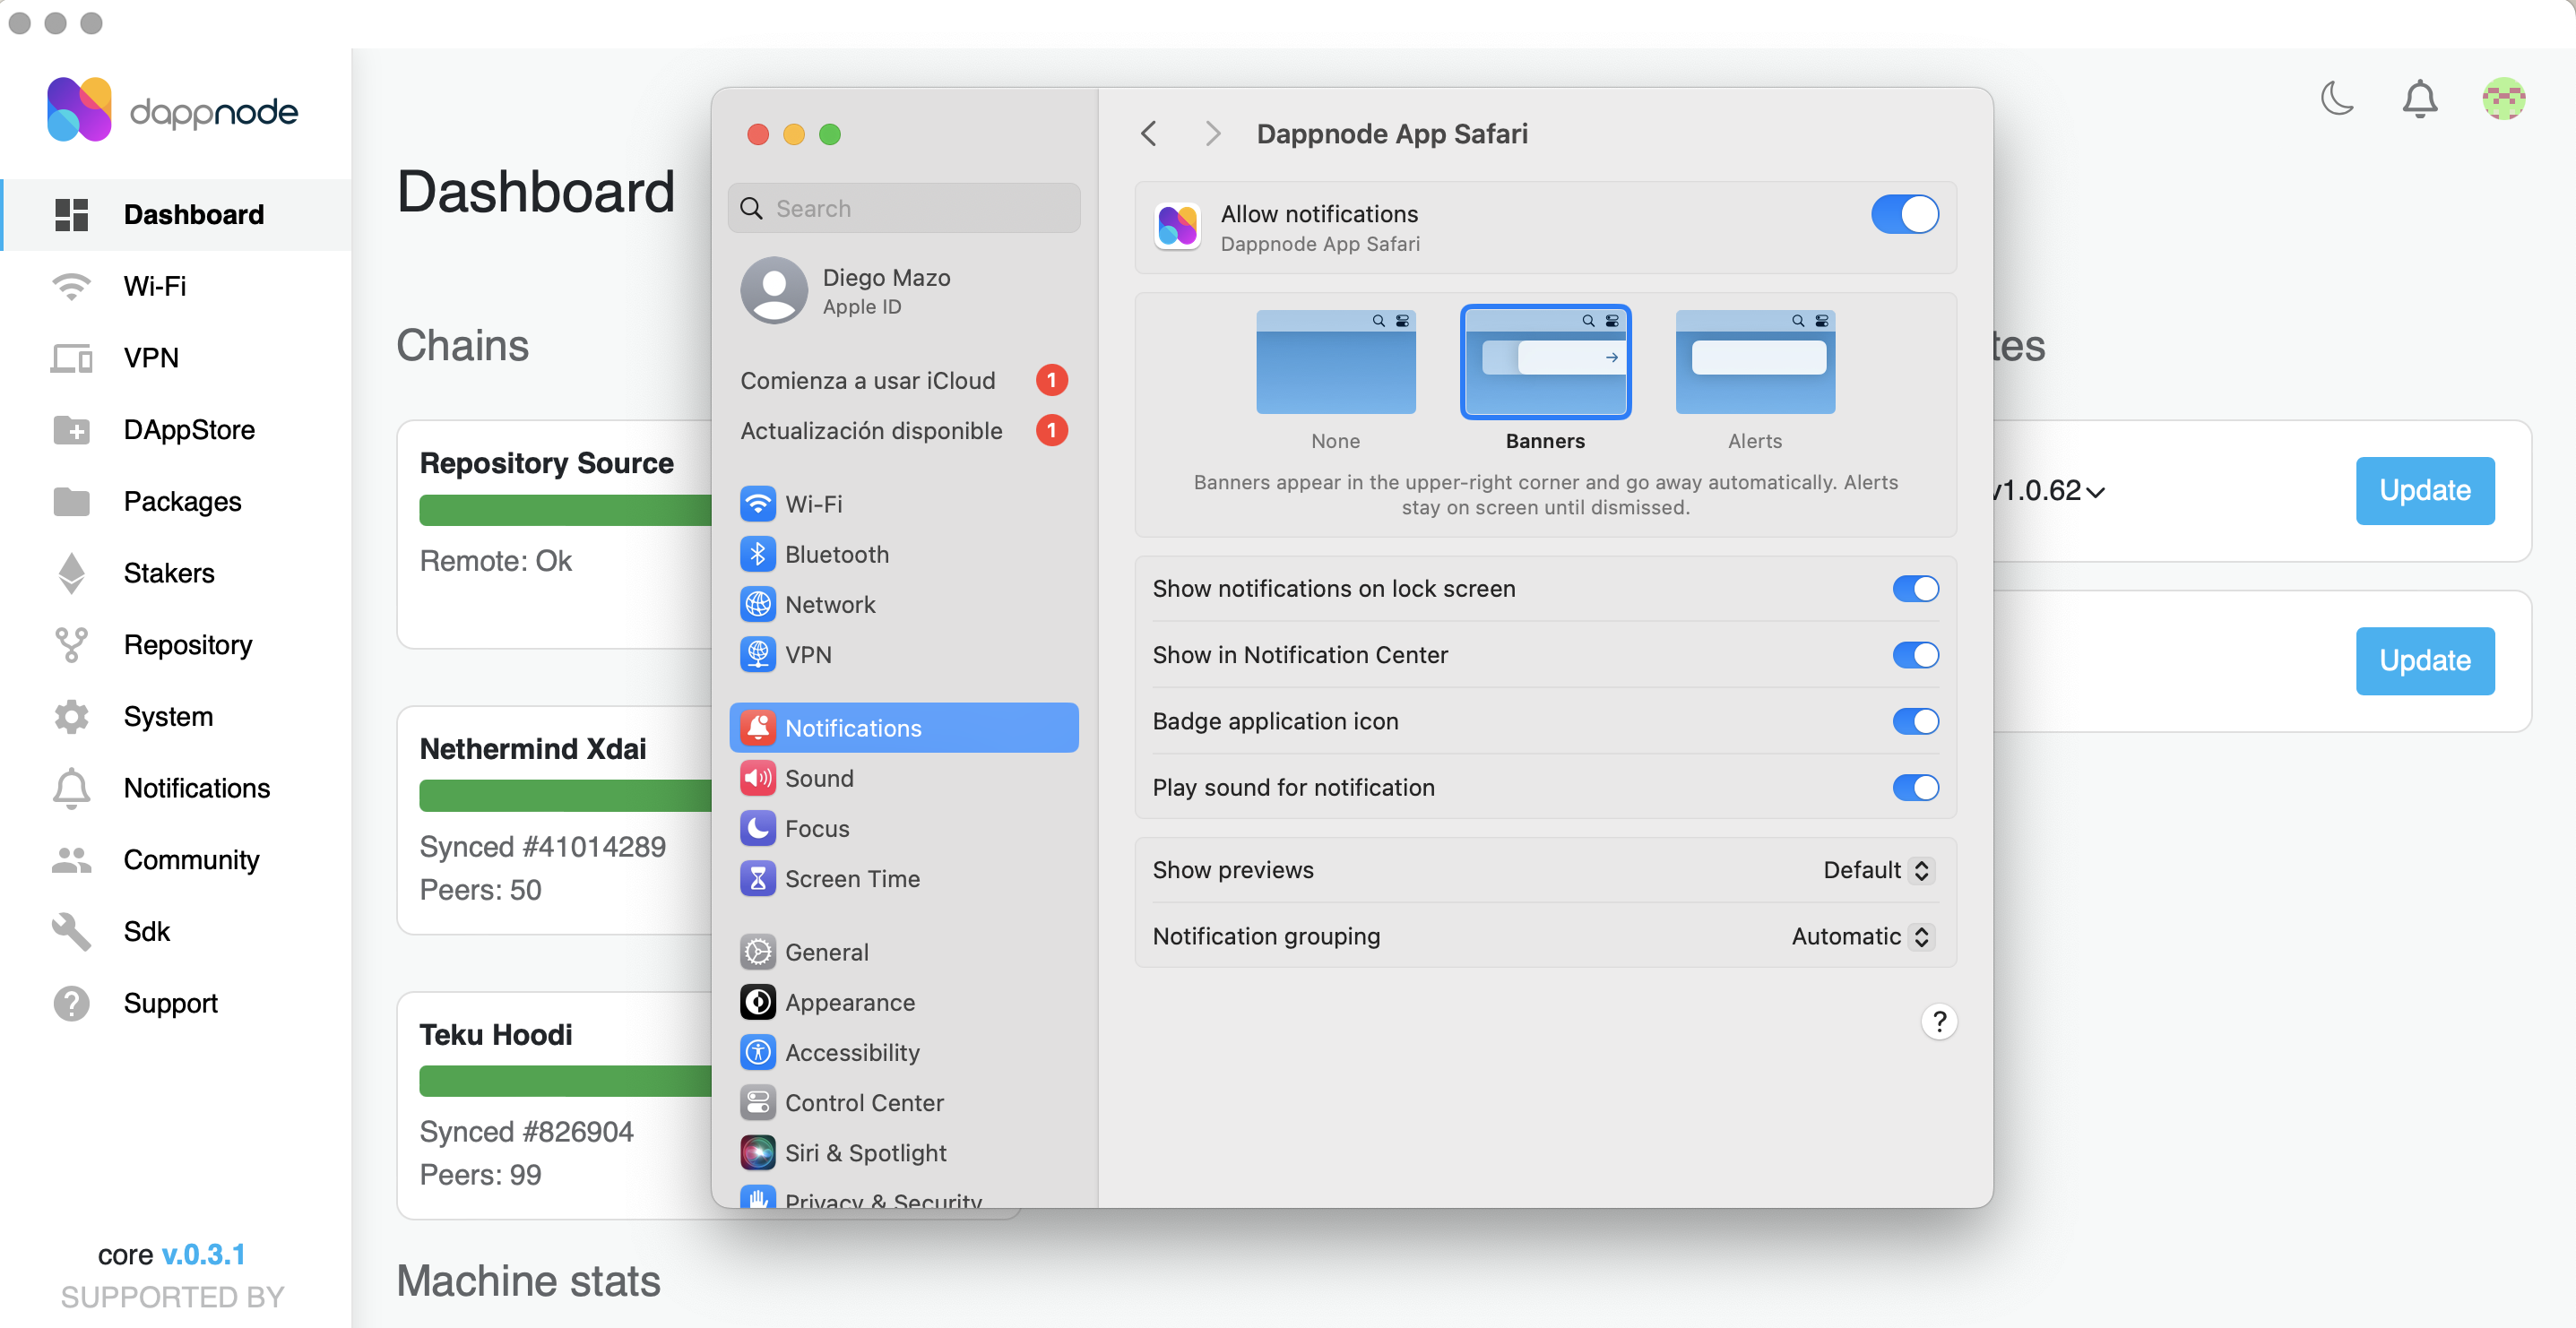 dappnode
Dashboard
Wi-Fi
VPN
DAppStore
Packages
Stakers
Repository
System
Notifications
Community
Sdk
Support
core v.0.3.1
SUPPORTED BY
Dashboard
Chains
Repository Source
Remote: Ok
Nethermind Xdai
Synced #41014289
Peers: 50
Teku Hoodi
Synced #826904
Peers: 99
Machine stats
Search
Diego Mazo
Apple ID
Comienza a usar iCloud 1
Actualización disponible 1
Wi-Fi
Bluetooth
Network
VPN
Notifications
Sound
Focus
Screen Time
General
Appearance
Accessibility
Control Center
Siri & Spotlight
Privacy & Security
Dappnode App Safari
Allow notifications
Dappnode App Safari
None Banners Alerts
Banners appear in the upper-right corner and go away automatically. Alerts
stay on screen until dismissed.
Show notifications on lock screen
Show in Notification Center
Badge application icon
Play sound for notification
Show previews Default
Notification grouping Automatic
?
tes
v1.0.62 Update
Update